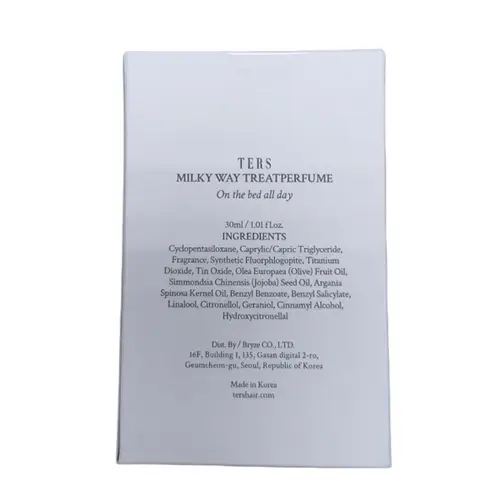 TERS
MILKY WAY TREATPERFUME
On the bed all day
30ml / 1.01 fl.oz.
INGREDIENTS
Cyclopentasiloxane, Caprylic/Capric Triglyceride,
Fragrance, Synthetic Fluorphlogopite, Titanium
Dioxide, Tin Oxide, Olea Europaea (Olive) Fruit Oil,
Simmondsia Chinensis (Jojoba) Seed Oil, Argania
Spinosa Kernel Oil, Benzyl Benzoate, Benzyl Salicylate,
Linalool, Citronellol, Geraniol, Cinnamyl Alcohol,
Hydroxycitronellal
Dist. By / Bryze CO., LTD.
16F, Building 1, 135, Gasan digital 2-ro,
Geumcheon-gu, Seoul, Republic of Korea
Made in Korea
tershair.com